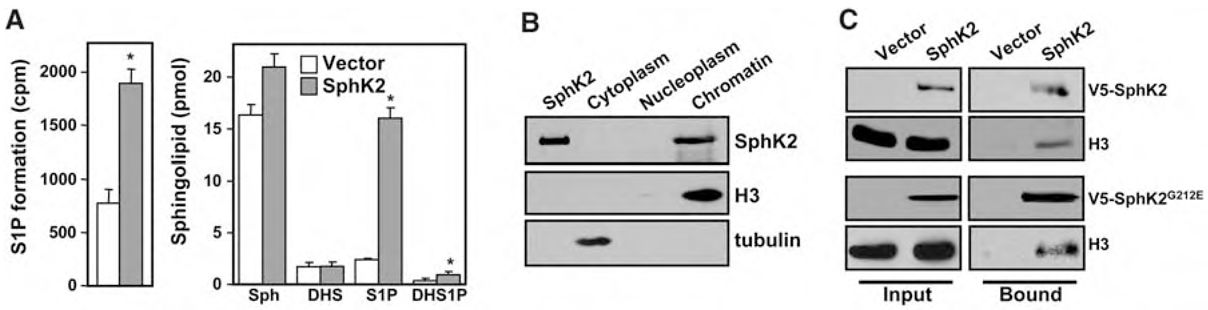 A
S1P formation (cpm)
2000
1500
1000
500
0
*
Sphingolipid (pmol)
20
15
10
5
0
Vector
SphK2
*
*
Sph DHS S1P DHS1P
B
SphK2 Cytoplasm Nucleoplasm Chromatin
SphK2
H3
tubulin
C
Vector SphK2 Vector SphK2
V5-SphK2
H3
V5-SphK2G212E
H3
Input Bound